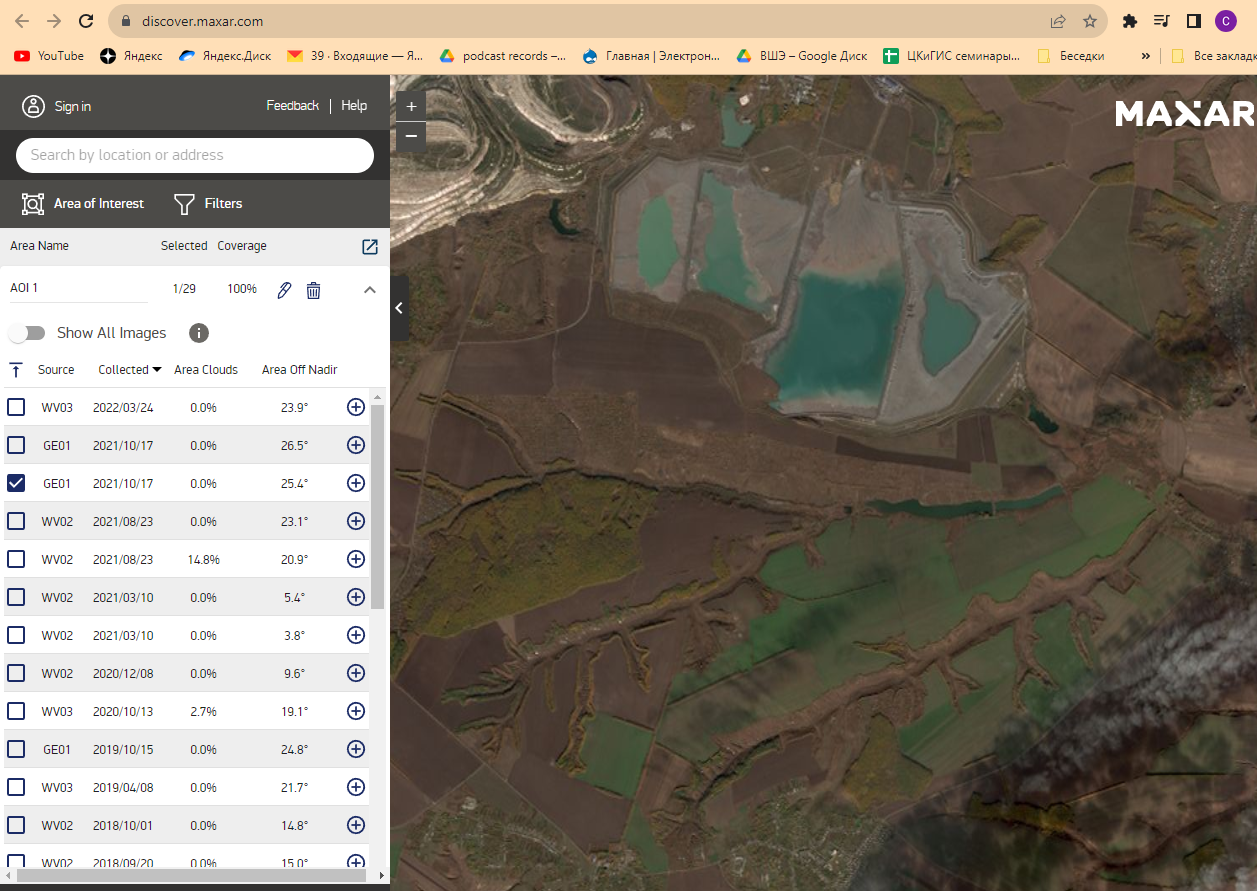 discover.maxar.com
YouTube Яндекс Яндекс.Диск 39 · Входящие — Я... podcast records –... Главная | Электрон... ВШЭ – Google Диск ЦКиГИС семинары... Беседки » Все заклад
C
Sign in Feedback | Help
Search by location or address
Area of Interest Filters
Area Name Selected Coverage
AOI 1 1/29 100%
Show All Images i
Source Collected Area Clouds Area Off Nadir
WV03 2022/03/24 0.0% 23.9°
GE01 2021/10/17 0.0% 26.5°
GE01 2021/10/17 0.0% 25.4°
WV02 2021/08/23 0.0% 23.1°
WV02 2021/08/23 14.8% 20.9°
WV02 2021/03/10 0.0% 5.4°
WV02 2021/03/10 0.0% 3.8°
WV02 2020/12/08 0.0% 9.6°
WV03 2020/10/13 2.7% 19.1°
GE01 2019/10/15 0.0% 24.8°
WV03 2019/04/08 0.0% 21.7°
WV02 2018/10/01 0.0% 14.8°
WV02 2018/09/20 0.0% 15.0°
+
−
MAXAR